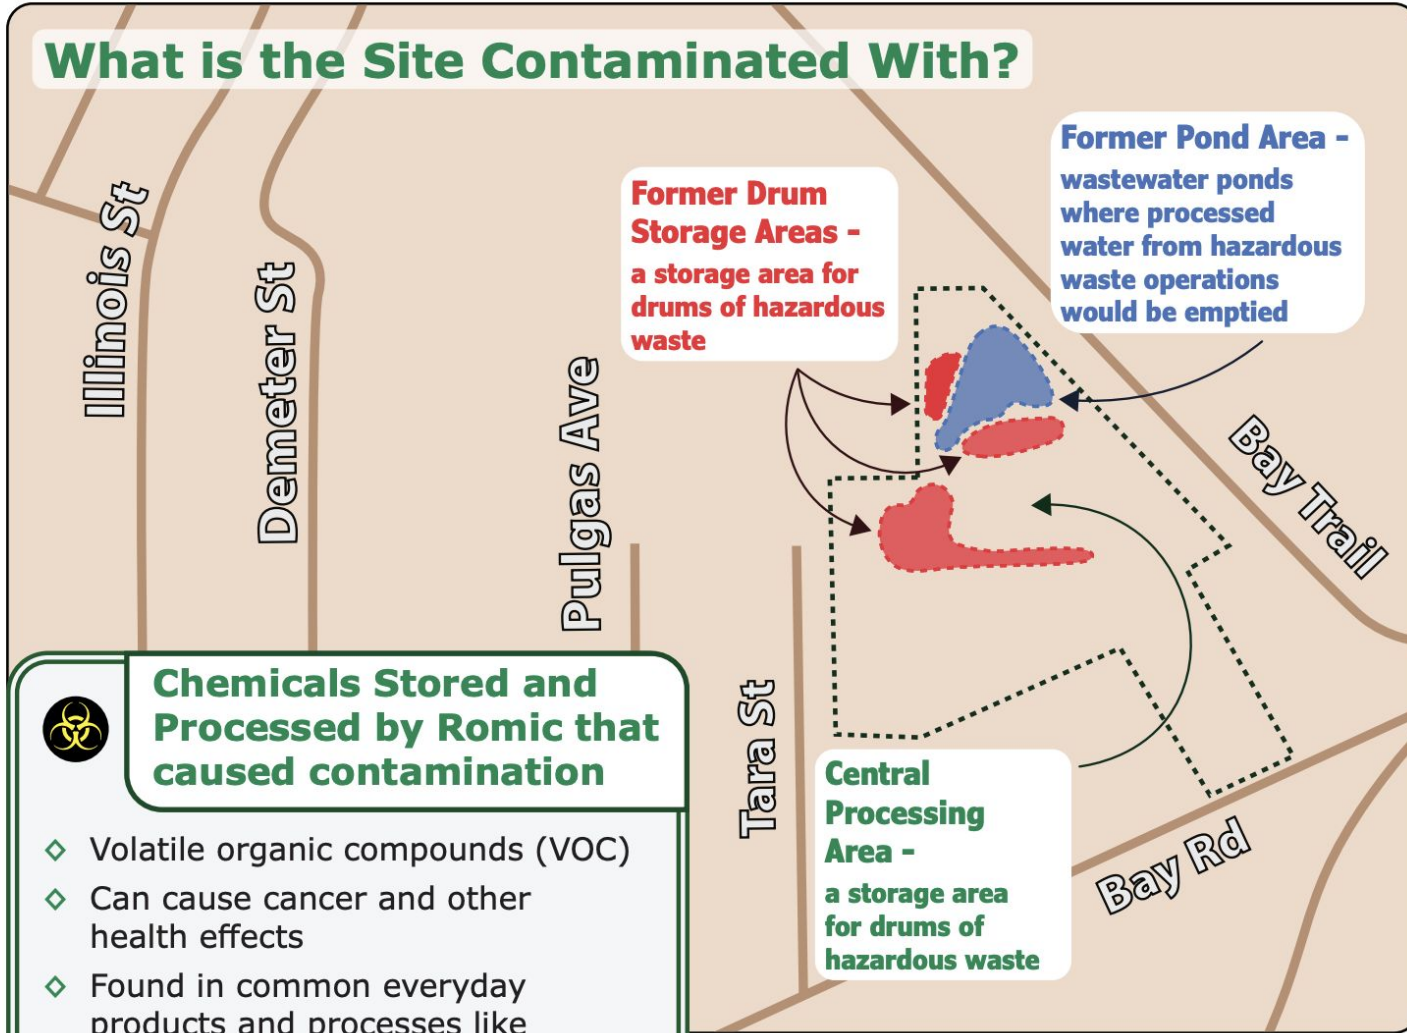 What is the Site Contaminated With?
Former Pond Area -
wastewater ponds
where processed
water from hazardous
waste operations
would be emptied
Former Drum
Storage Areas -
a storage area for
drums of hazardous
waste
Illinois St
Demeter St
Pulgas Ave
Bay Trail
Tara St
Bay Rd
Central
Processing
Area -
a storage area
for drums of
hazardous waste
Chemicals Stored and
Processed by Romic that
caused contamination
Volatile organic compounds (VOC)
Can cause cancer and other
health effects
Found in common everyday
products and processes like